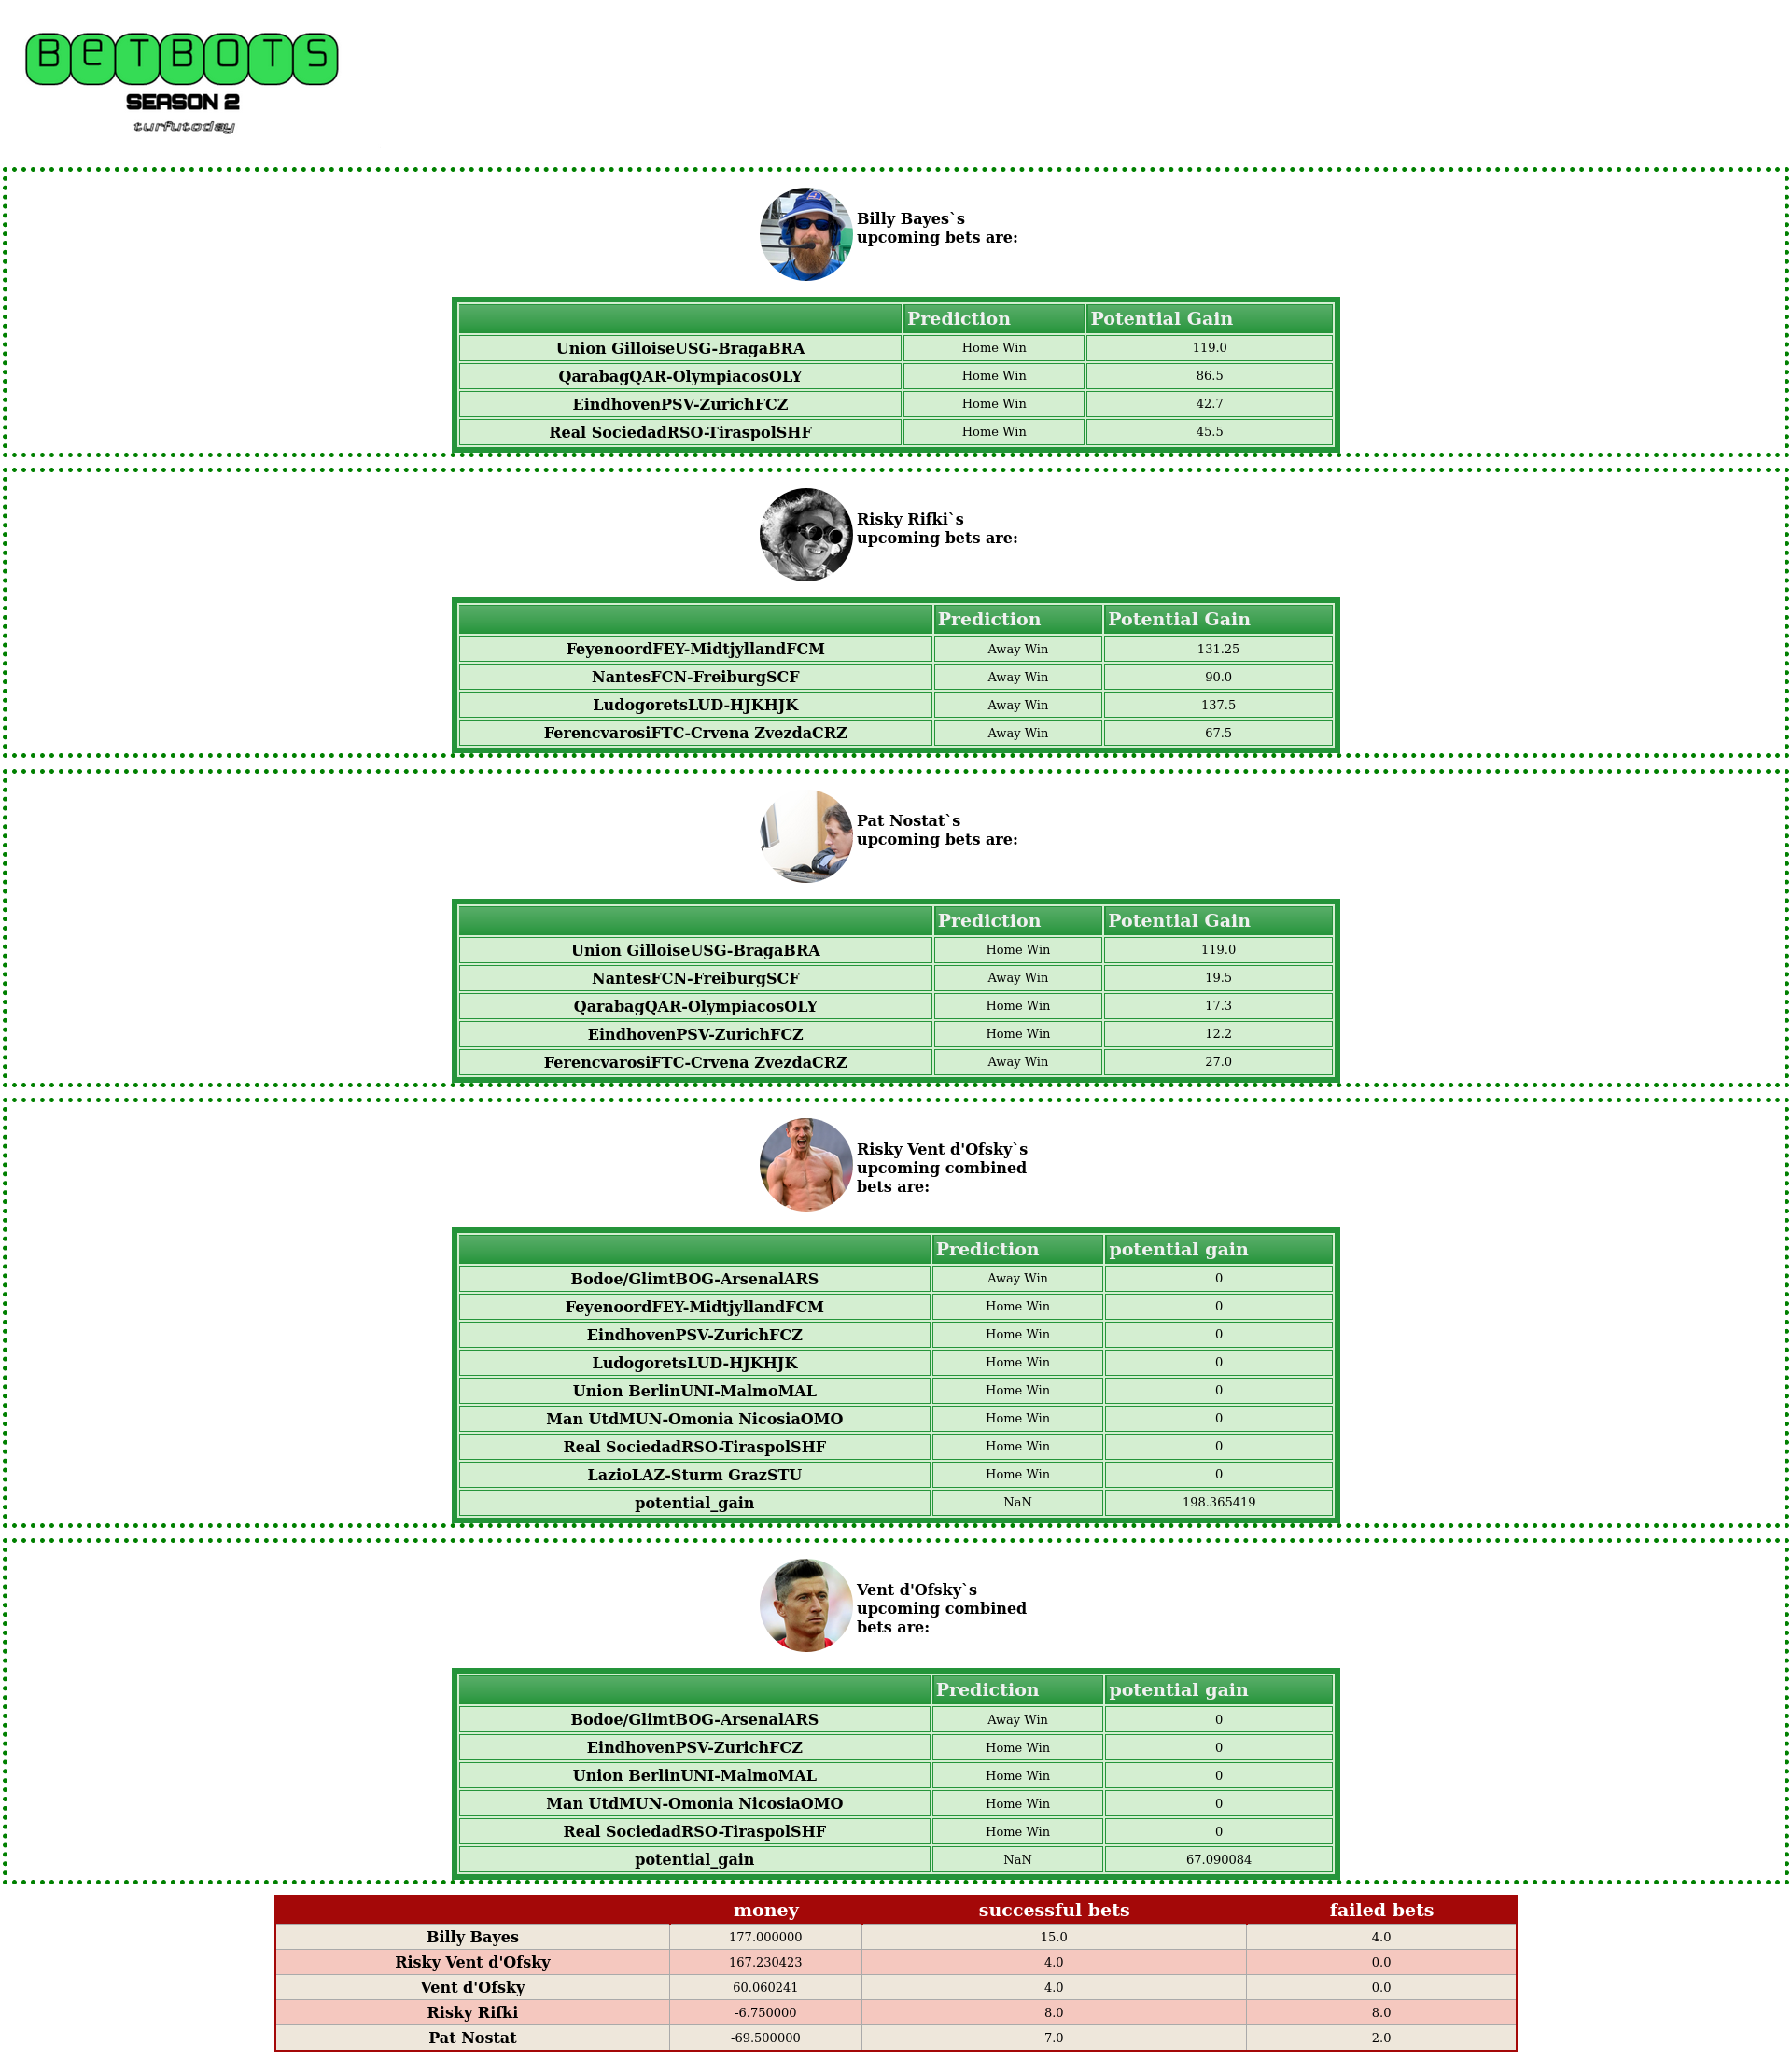 BeTBOTS
SEASON 2
turfutoday
Billy Bayes`s
upcoming bets are:
Prediction Potential Gain
Union GilloiseUSG-BragaBRA Home Win 119.0
QarabagQAR-OlympiacosOLY Home Win 86.5
EindhovenPSV-ZurichFCZ Home Win 42.7
Real SociedadRSO-TiraspolSHF Home Win 45.5
Risky Rifki`s
upcoming bets are:
Prediction Potential Gain
FeyenoordFEY-MidtjyllandFCM Away Win 131.25
NantesFCN-FreiburgSCF Away Win 90.0
LudogoretsLUD-HJKHJK Away Win 137.5
FerencvarosiFTC-Crvena ZvezdaCRZ Away Win 67.5
Pat Nostat`s
upcoming bets are:
Prediction Potential Gain
Union GilloiseUSG-BragaBRA Home Win 119.0
NantesFCN-FreiburgSCF Away Win 19.5
QarabagQAR-OlympiacosOLY Home Win 17.3
EindhovenPSV-ZurichFCZ Home Win 12.2
FerencvarosiFTC-Crvena ZvezdaCRZ Away Win 27.0
Risky Vent d'Ofsky`s
upcoming combined
bets are:
Prediction potential gain
Bodoe/GlimtBOG-ArsenalARS Away Win 0
FeyenoordFEY-MidtjyllandFCM Home Win 0
EindhovenPSV-ZurichFCZ Home Win 0
LudogoretsLUD-HJKHJK Home Win 0
Union BerlinUNI-MalmoMAL Home Win 0
Man UtdMUN-Omonia NicosiaOMO Home Win 0
Real SociedadRSO-TiraspolSHF Home Win 0
LazioLAZ-Sturm GrazSTU Home Win 0
potential_gain NaN 198.365419
Vent d'Ofsky`s
upcoming combined
bets are:
Prediction potential gain
Bodoe/GlimtBOG-ArsenalARS Away Win 0
EindhovenPSV-ZurichFCZ Home Win 0
Union BerlinUNI-MalmoMAL Home Win 0
Man UtdMUN-Omonia NicosiaOMO Home Win 0
Real SociedadRSO-TiraspolSHF Home Win 0
potential_gain NaN 67.090084
money successful bets failed bets
Billy Bayes 177.000000 15.0 4.0
Risky Vent d'Ofsky 167.230423 4.0 0.0
Vent d'Ofsky 60.060241 4.0 0.0
Risky Rifki -6.750000 8.0 8.0
Pat Nostat -69.500000 7.0 2.0